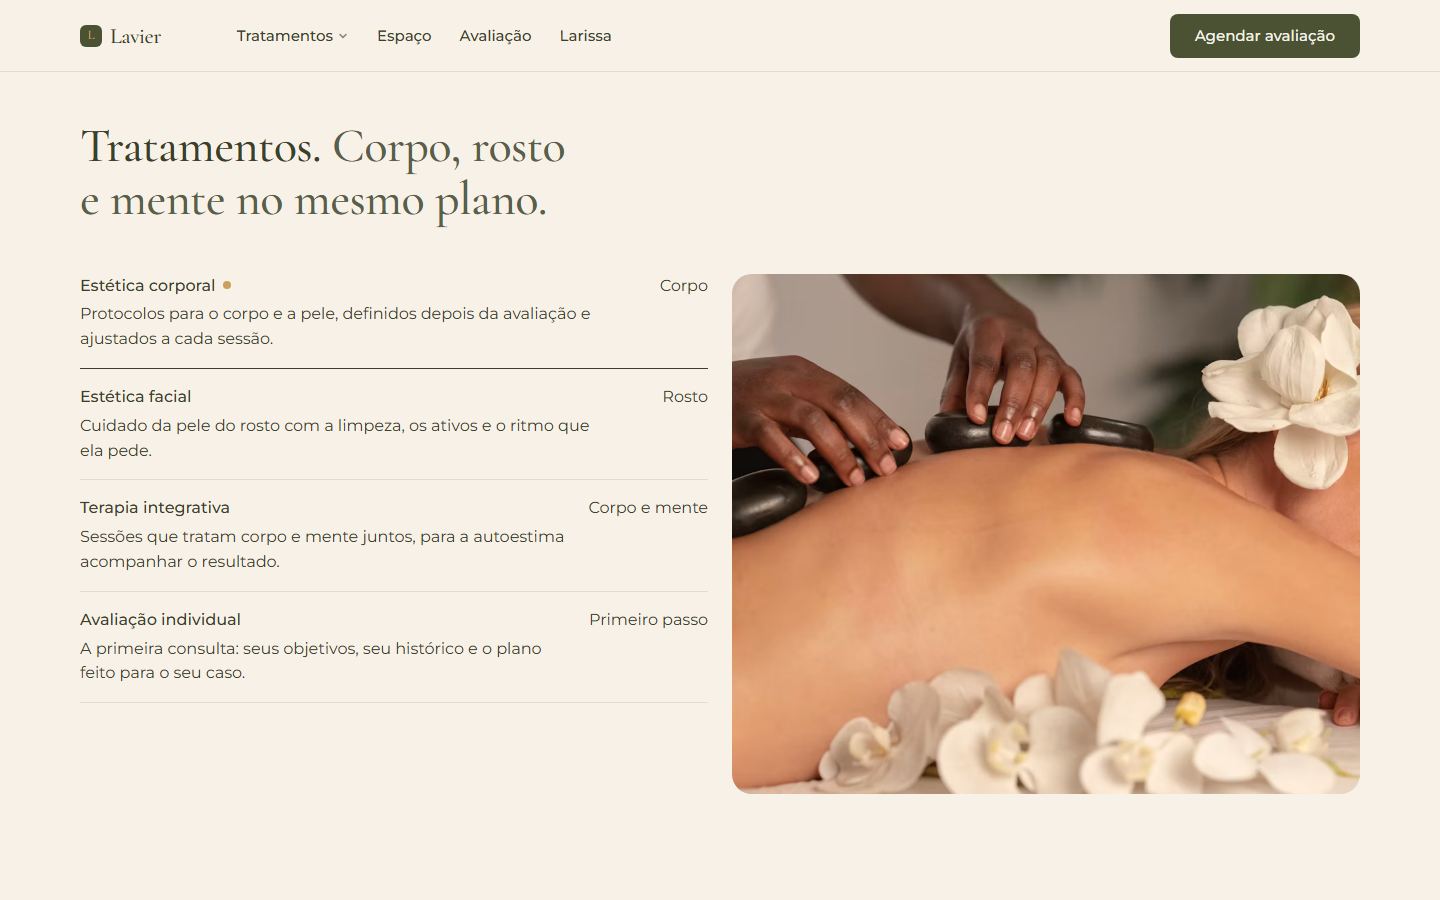 L Lavier
Tratamentos
Espaço
Avaliação
Larissa
Agendar avaliação
Tratamentos. Corpo, rosto
e mente no mesmo plano.
Estética corporal
Corpo
Protocolos para o corpo e a pele, definidos depois da avaliação e
ajustados a cada sessão.
Estética facial
Rosto
Cuidado da pele do rosto com a limpeza, os ativos e o ritmo que
ela pede.
Terapia integrativa
Corpo e mente
Sessões que tratam corpo e mente juntos, para a autoestima
acompanhar o resultado.
Avaliação individual
Primeiro passo
A primeira consulta: seus objetivos, seu histórico e o plano
feito para o seu caso.